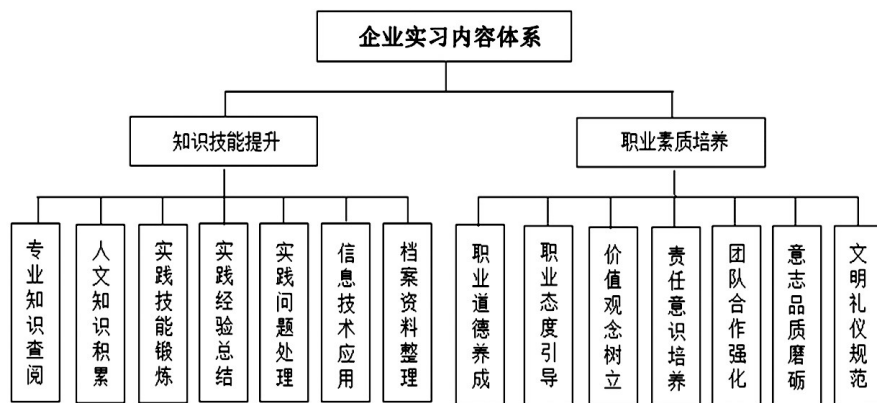 企业实习内容体系
知识技能提升
职业素质培养
专业知识查阅
人文知识积累
实践技能锻炼
实践经验总结
实践问题处理
信息技术应用
档案资料整理
职业道德养成
职业态度引导
价值观念树立
责任意识培养
团队合作强化
意志品质磨砺
文明礼仪规范